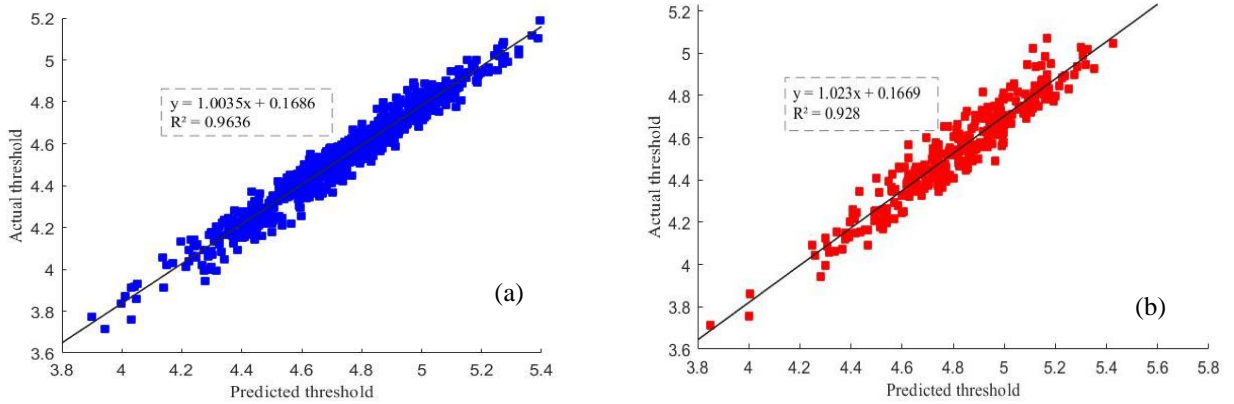 5.2
5
4.8
4.6
4.4
4.2
4
3.8
3.6
Actual threshold
y = 1.0035x + 0.1686
R² = 0.9636
(a)
3.8 4 4.2 4.4 4.6 4.8 5 5.2 5.4
Predicted threshold
5.2
5
4.8
4.6
4.4
4.2
4
3.8
3.6
Actual threshold
y = 1.023x + 0.1669
R² = 0.928
(b)
3.8 4 4.2 4.4 4.6 4.8 5 5.2 5.4 5.6 5.8
Predicted threshold